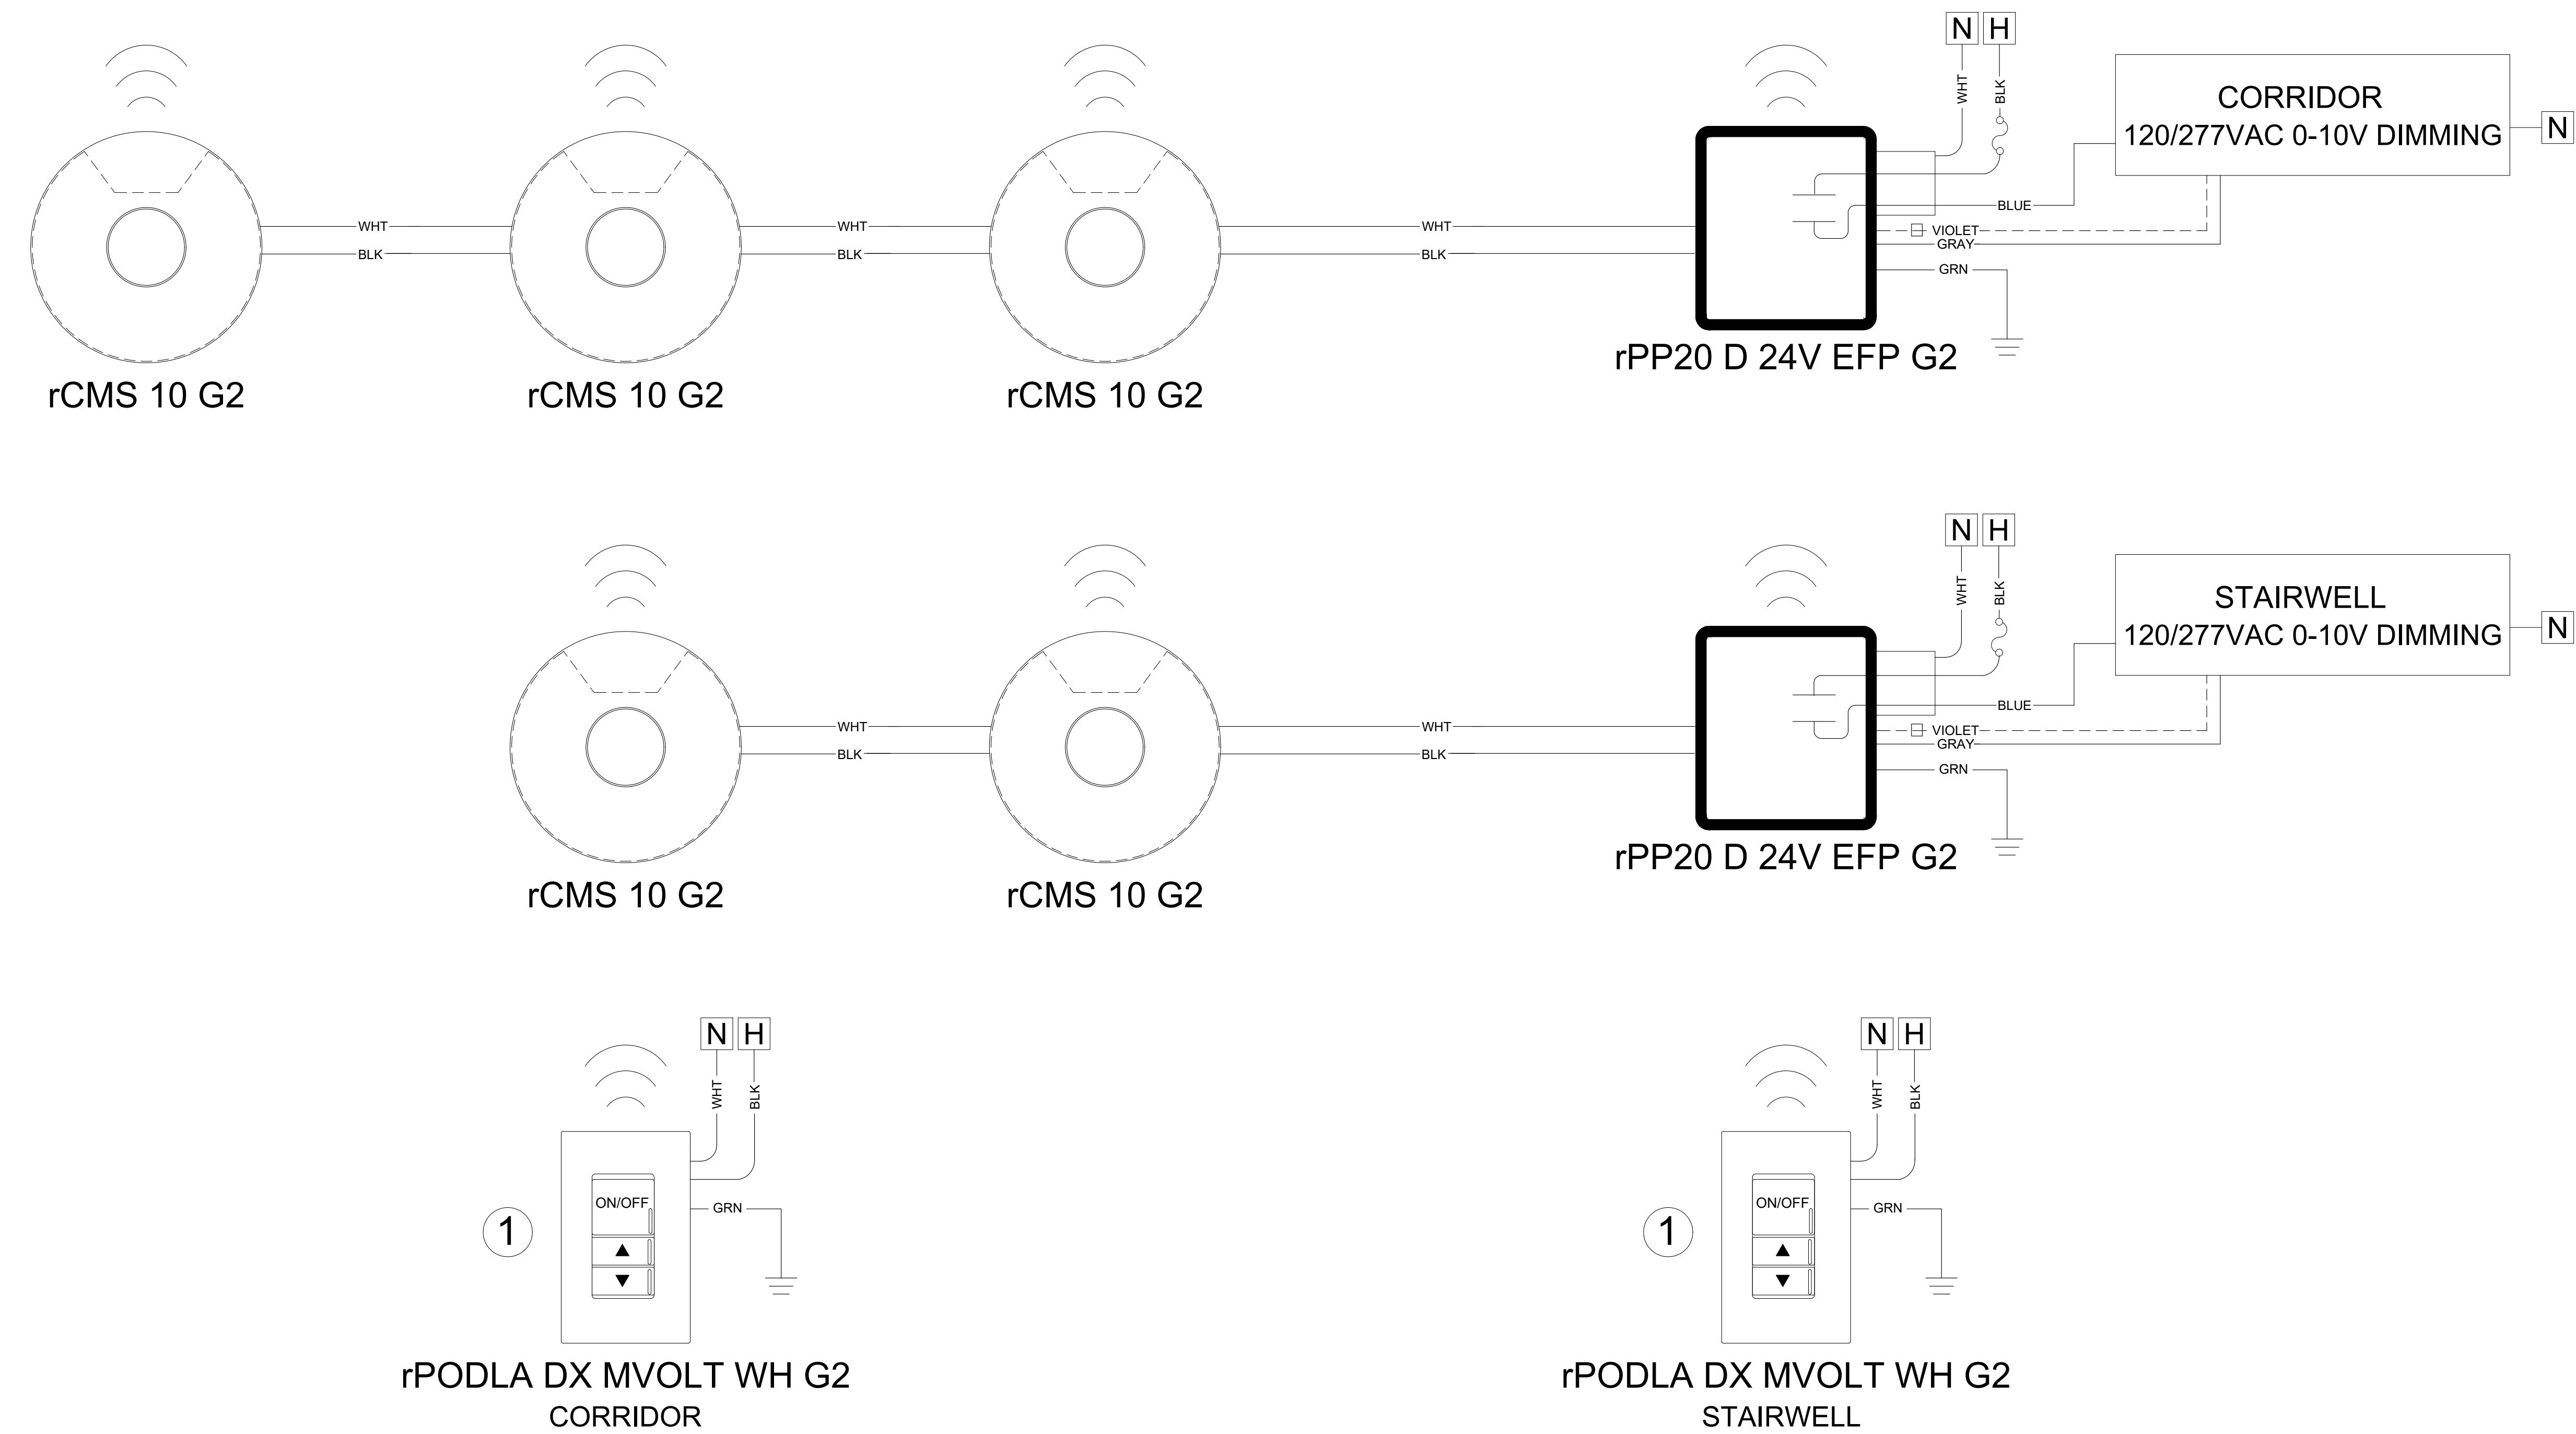 N H
WHT
BLK
CORRIDOR
120/277VAC 0-10V DIMMING
N
WHT
BLK
WHT
BLK
WHT
BLK
BLUE
VIOLET
GRAY
GRN
rPP20 D 24V EFP G2
rCMS 10 G2
rCMS 10 G2
rCMS 10 G2
N H
WHT
BLK
STAIRWELL
120/277VAC 0-10V DIMMING
N
WHT
BLK
WHT
BLK
BLUE
VIOLET
GRAY
GRN
rPP20 D 24V EFP G2
rCMS 10 G2
rCMS 10 G2
N H
WHT
BLK
ON/OFF
GRN
1
▲
▼
rPODLA DX MVOLT WH G2
CORRIDOR
N H
WHT
BLK
ON/OFF
GRN
1
▲
▼
rPODLA DX MVOLT WH G2
STAIRWELL